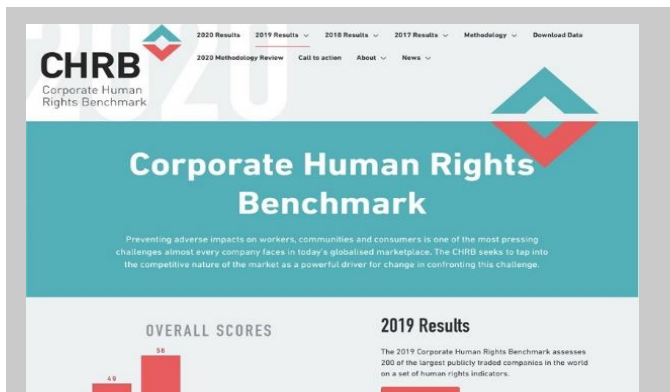 2020
2020 Results 2019 Results 2018 Results 2017 Results Methodology Download Data
2020 Methodology Review Call to action About News
CHRB
Corporate Human
Rights Benchmark
Corporate Human Rights
Benchmark
Preventing adverse impacts on workers, communities and consumers is one of the most pressing
challenges almost every company faces in today's globalised marketplace. The CHRB seeks to tap into
the competitive nature of the market as a powerful driver for change in confronting this challenge.
OVERALL SCORES
58
49
2019 Results
The 2019 Corporate Human Rights Benchmark assesses
200 of the largest publicly traded companies in the world
on a set of human rights indicators.